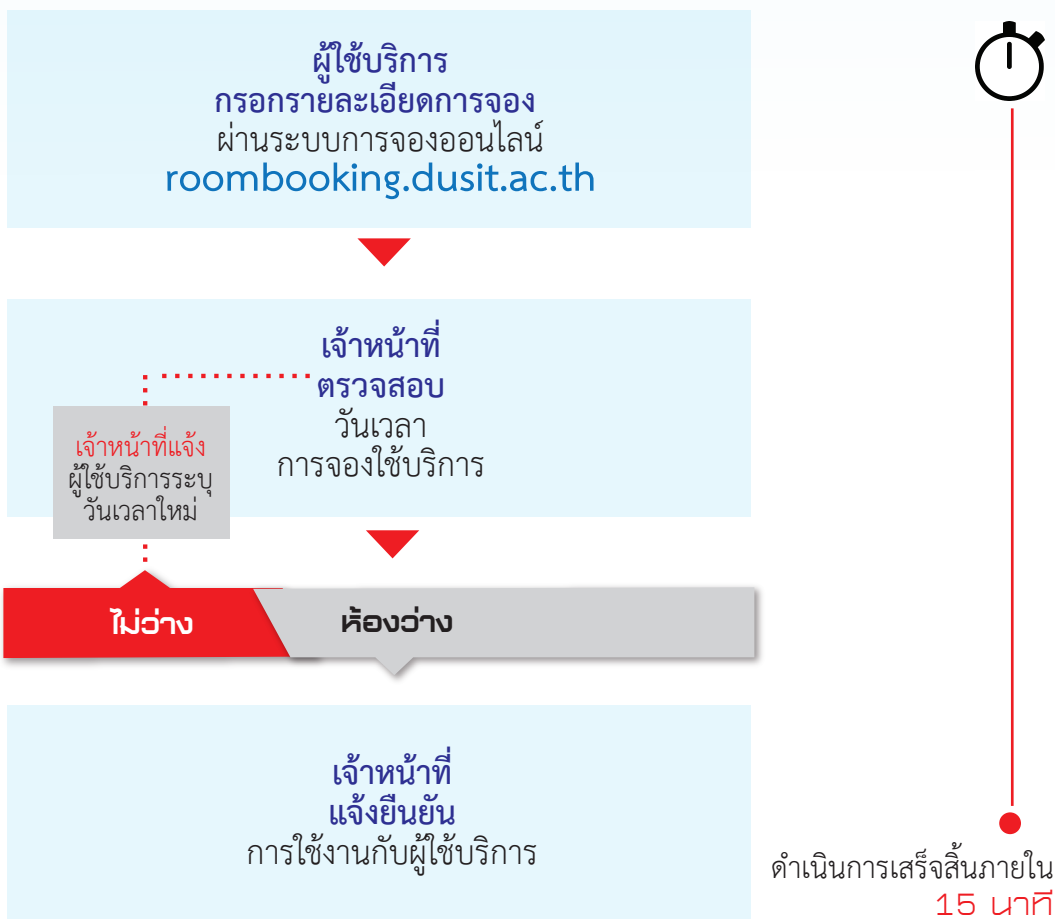 ผู้ใช้บริการ
กรอกรายละเอียดการจอง
ผ่านระบบการจองออนไลน์
roombooking.dusit.ac.th
เจ้าหน้าที่
ตรวจสอบ
วันเวลา
การจองใช้บริการ
เจ้าหน้าที่แจ้ง
ผู้ใช้บริการระบุ
วันเวลาใหม่
ไม่ว่าง
ห้องว่าง
เจ้าหน้าที่
แจ้งยืนยัน
การใช้งานกับผู้ใช้บริการ
ดำเนินการเสร็จสิ้นภายใน
15 นาที